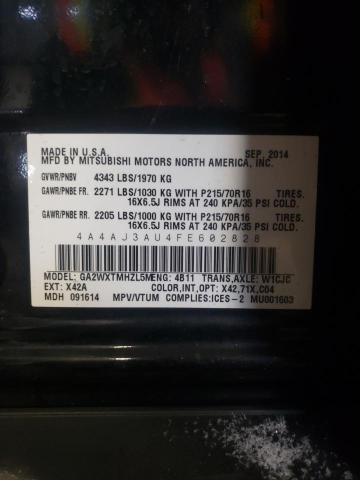 MADE IN U.S.A. SEP. 2014
MFD BY MITSUBISHI MOTORS NORTH AMERICA, INC.
GVWR/PNBV 4343 LBS/1970 KG
GAWR/PNBE FR. 2271 LBS/1030 KG WITH P215/70R16 TIRES.
16X6.5J RIMS AT 240 KPA/35 PSI COLD.
GAWR/PNBE RR. 2205 LBS/1000 KG WITH P215/70R16 TIRES.
16X6.5J RIMS AT 240 KPA/35 PSI COLD.
4A4AJ3AU4FE602828
MODEL: GA2WXTMHZL5M ENG: 4B11 TRANS,AXLE: W1CJC
EXT: X42A COLOR,INT,OPT: X42,71X,C04
MDH 091614 MPV/VTUM COMPLIES:ICES-2 MU001603